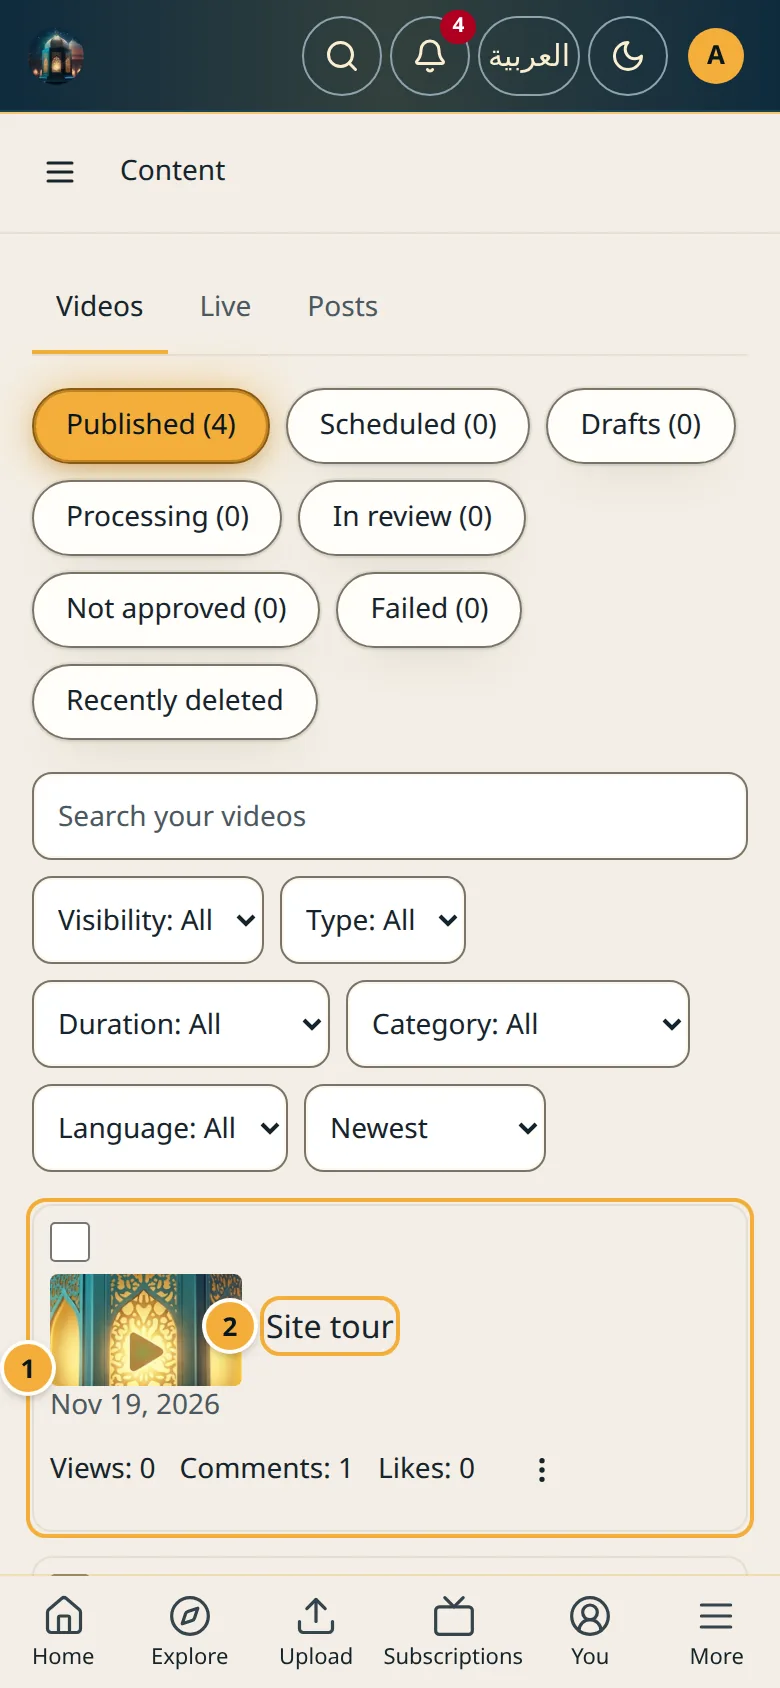 4
العربية
A
Content
Videos Live Posts
Published (4) Scheduled (0) Drafts (0)
Processing (0) In review (0)
Not approved (0) Failed (0)
Recently deleted
Search your videos
Visibility: All Type: All
Duration: All Category: All
Language: All Newest
2 Site tour
1
Nov 19, 2026
Views: 0 Comments: 1 Likes: 0
Home Explore Upload Subscriptions You More